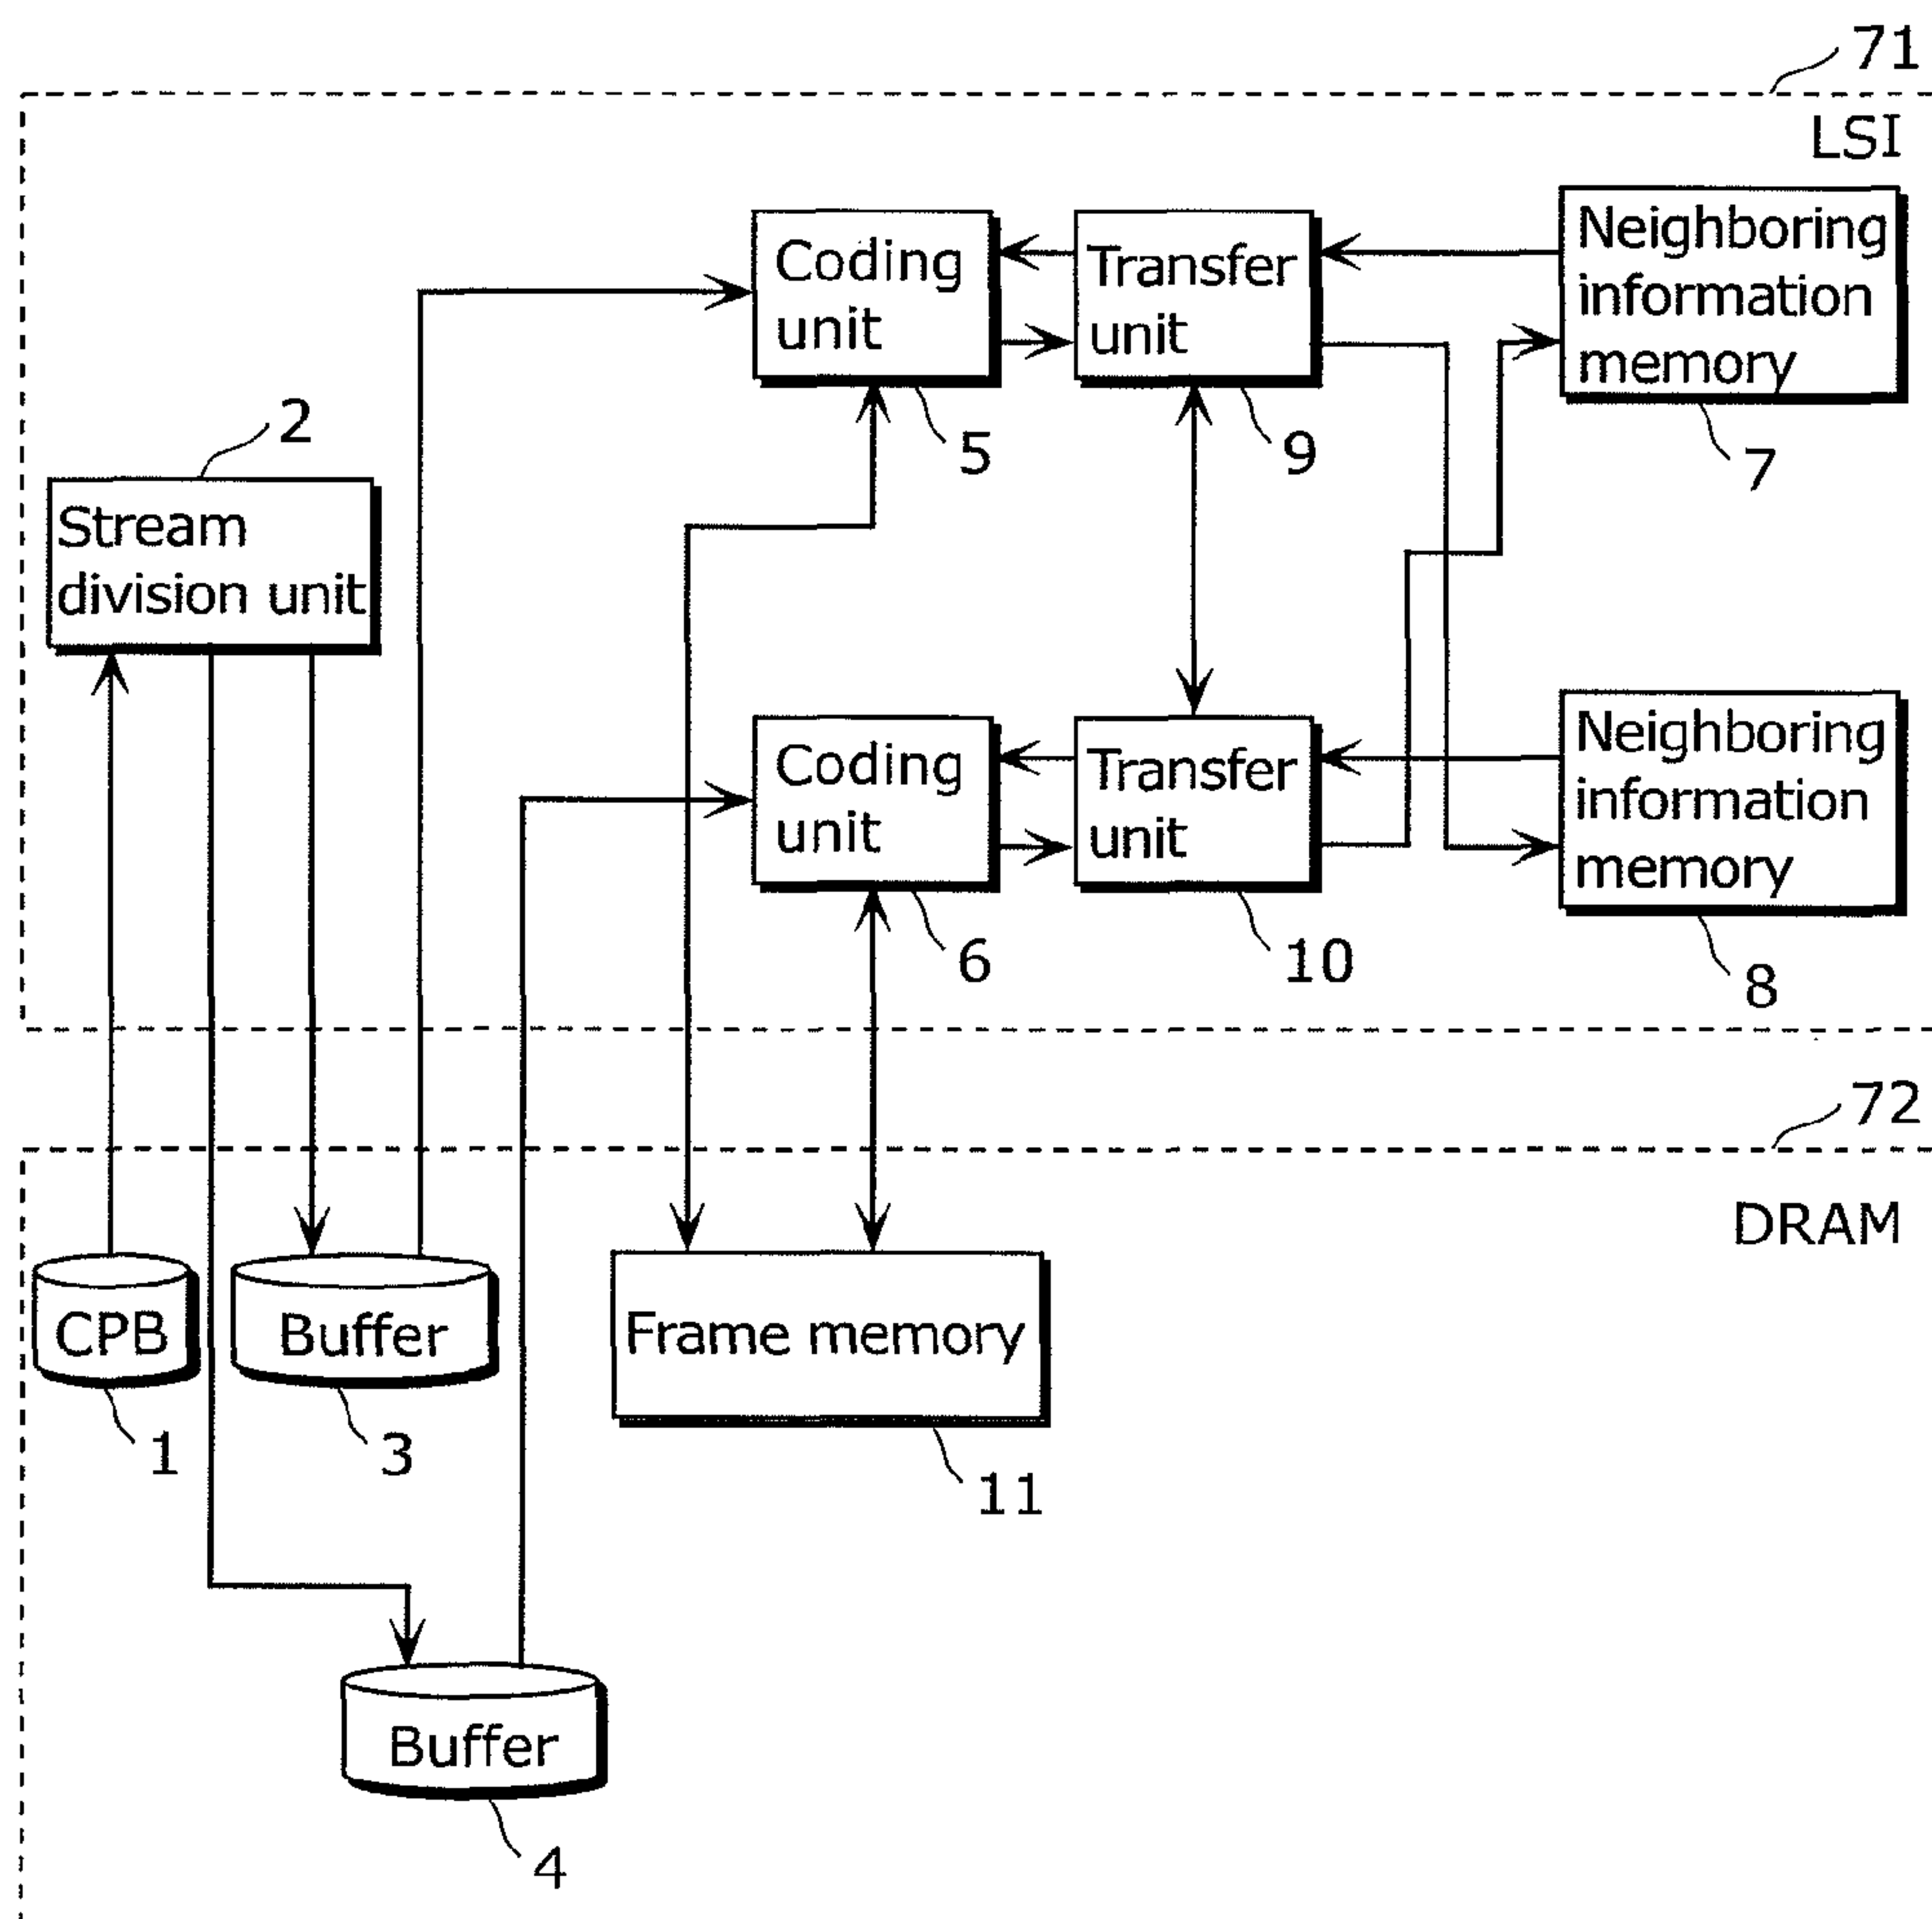 71
LSI
Coding
unit
5
Transfer
unit
9
Neighboring
information
memory
7
2
Stream
division unit
Coding
unit
6
Transfer
unit
10
Neighboring
information
memory
8
72
DRAM
CPB
1
Buffer
3
Frame memory
11
Buffer
4